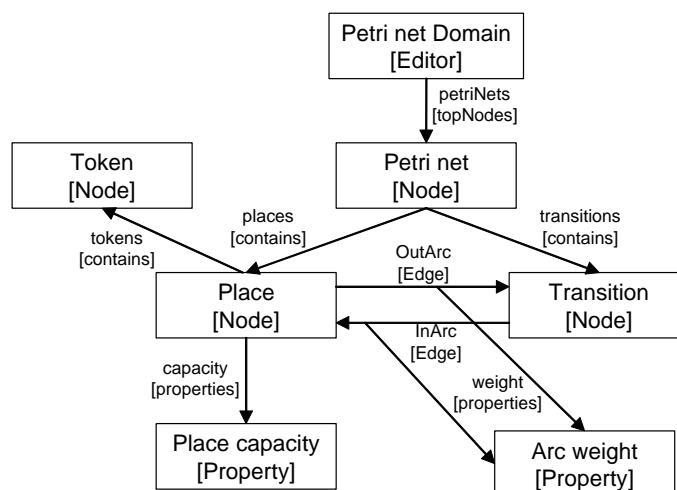 Petri net Domain
[Editor]
petriNets
[topNodes]
Token
[Node]
Petri net
[Node]
places
[contains]
transitions
[contains]
tokens
[contains]
OutArc
[Edge]
Place
[Node]
Transition
[Node]
InArc
[Edge]
capacity
[properties]
weight
[properties]
Place capacity
[Property]
Arc weight
[Property]